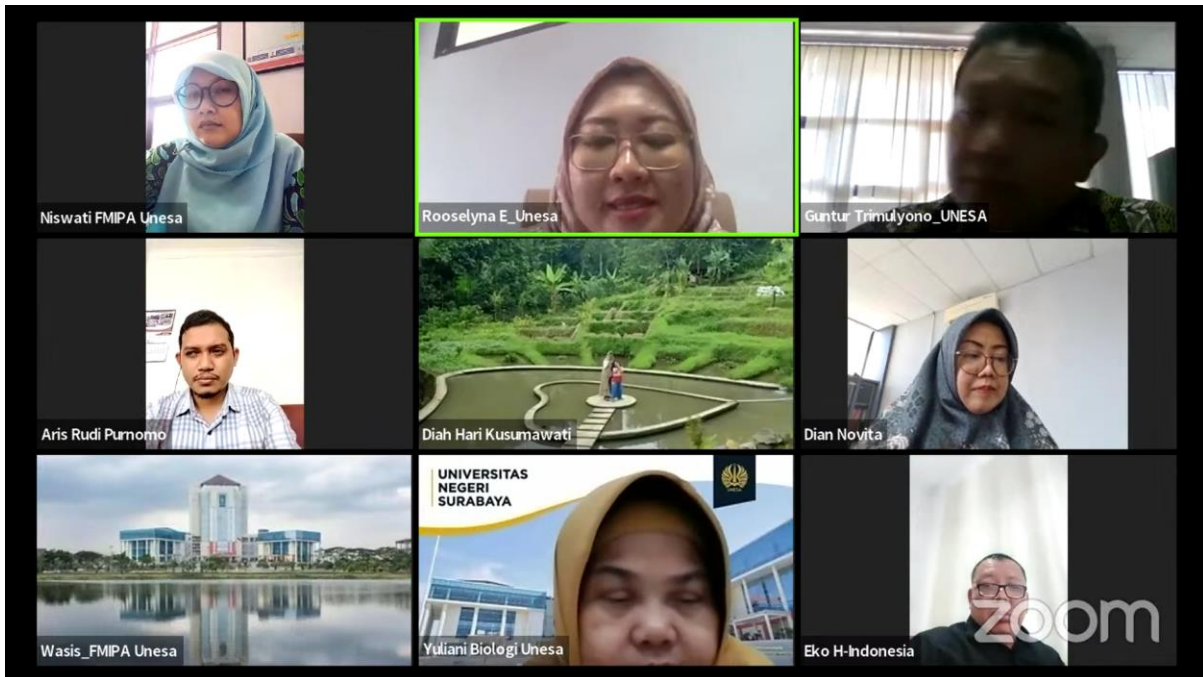 Niswati FMIPA Unesa
Rooselyna E_Unesa
Guntur Trimulyono_UNESA
Aris Rudi Purnomo
Diah Hari Kusumawati
Dian Novita
Wasis_FMIPA Unesa
UNIVERSITAS
NEGERI
SURABAYA
Yuliani Biologi Unesa
Eko H-Indonesia
zoom